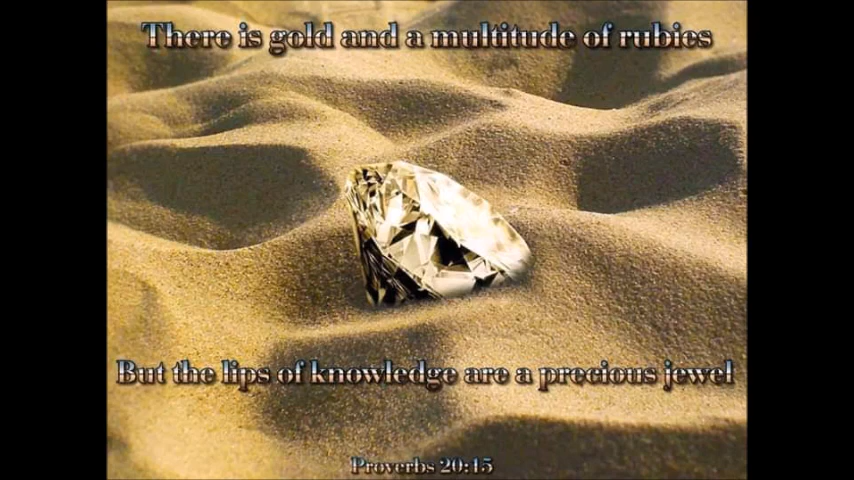 There is gold and a multitude of rubies
But the lips of knowledge are a precious jewel
Proverbs 20:15